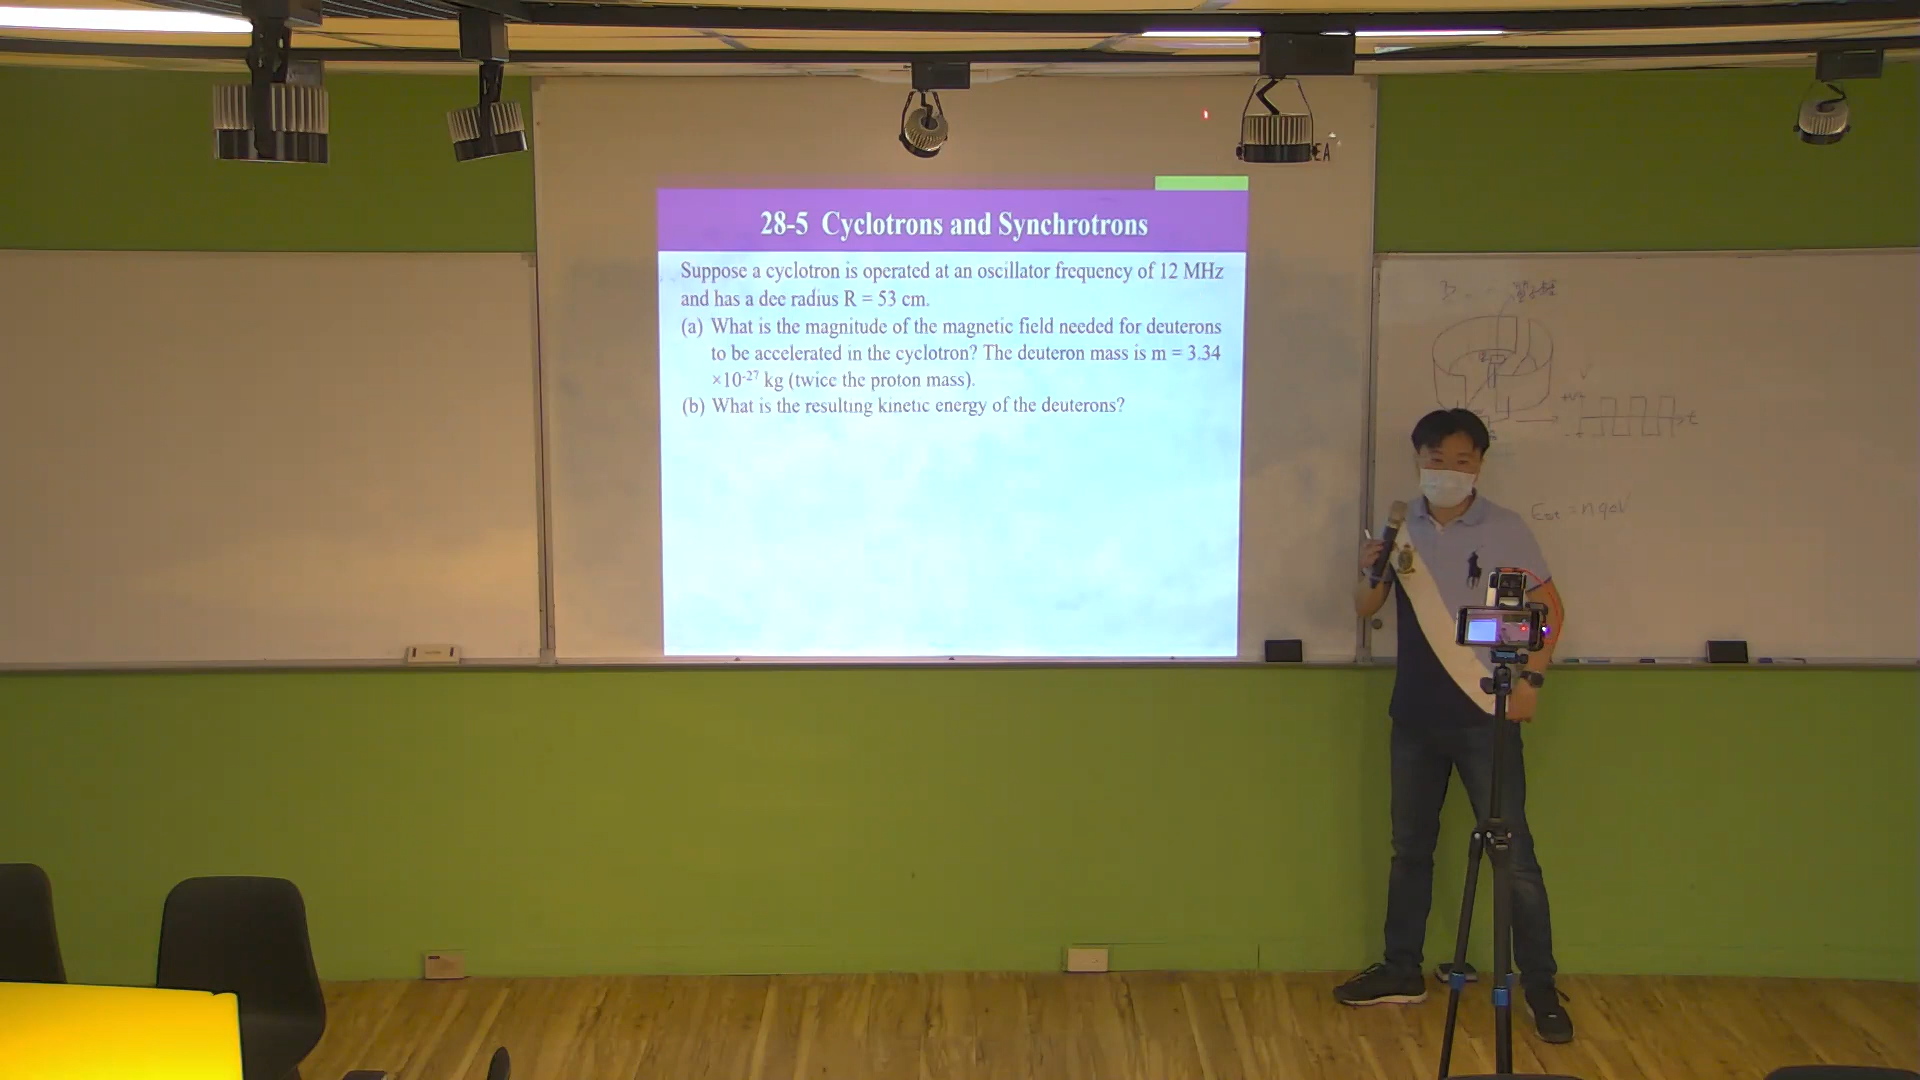 28-5 Cyclotrons and Synchrotrons
Suppose a cyclotron is operated at an oscillator frequency of 12 MHz
and has a dee radius R = 53 cm.
(a) What is the magnitude of the magnetic field needed for deuterons
to be accelerated in the cyclotron? The deuteron mass is m = 3.34
×10⁻²⁷ kg (twice the proton mass).
(b) What is the resulting kinetic energy of the deuterons?
EA
t